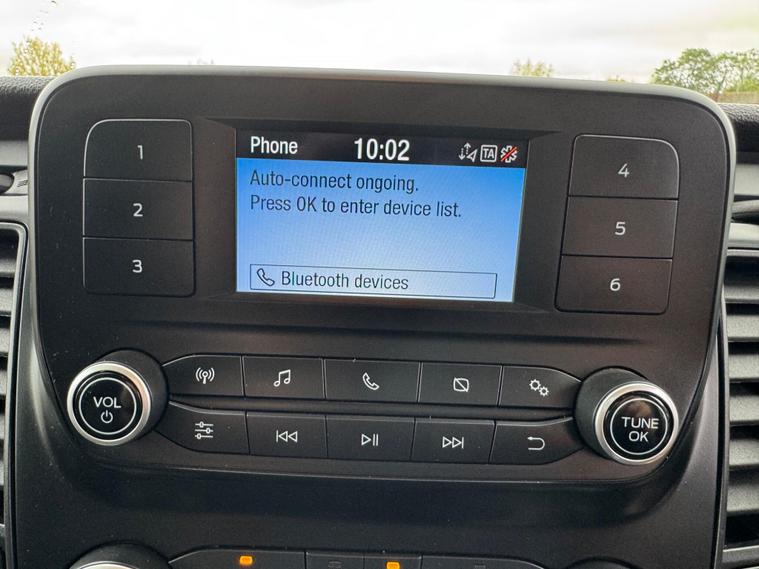 Phone 10:02 TA
Auto-connect ongoing.
Press OK to enter device list.
Bluetooth devices
1
2
3
4
5
6
VOL
TUNE
OK